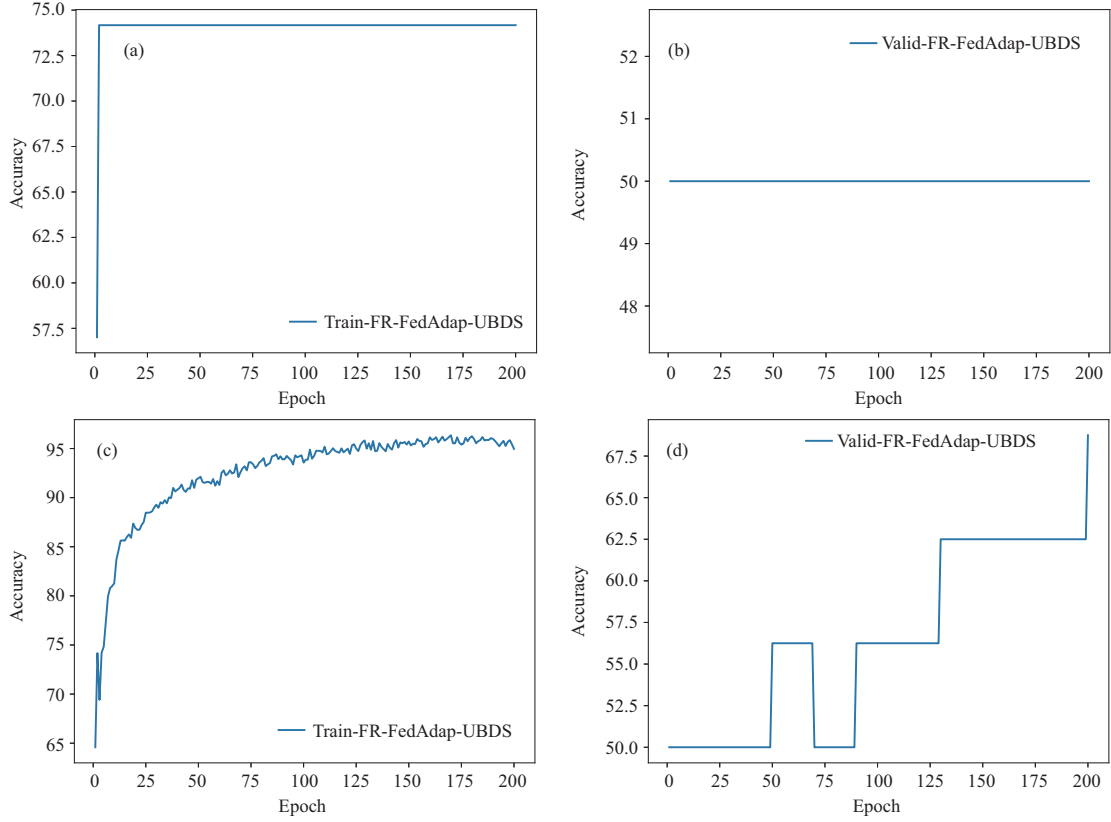 75.0
72.5
70.0
67.5
65.0
62.5
60.0
57.5
Accuracy
(a)
Train-FR-FedAdap-UBDS
0 25 50 75 100 125 150 175 200
Epoch
52
51
50
49
48
Accuracy
(b)
Valid-FR-FedAdap-UBDS
0 25 50 75 100 125 150 175 200
Epoch
95
90
85
80
75
70
65
Accuracy
(c)
Train-FR-FedAdap-UBDS
0 25 50 75 100 125 150 175 200
Epoch
67.5
65.0
62.5
60.0
57.5
55.0
52.5
50.0
Accuracy
(d)
Valid-FR-FedAdap-UBDS
0 25 50 75 100 125 150 175 200
Epoch